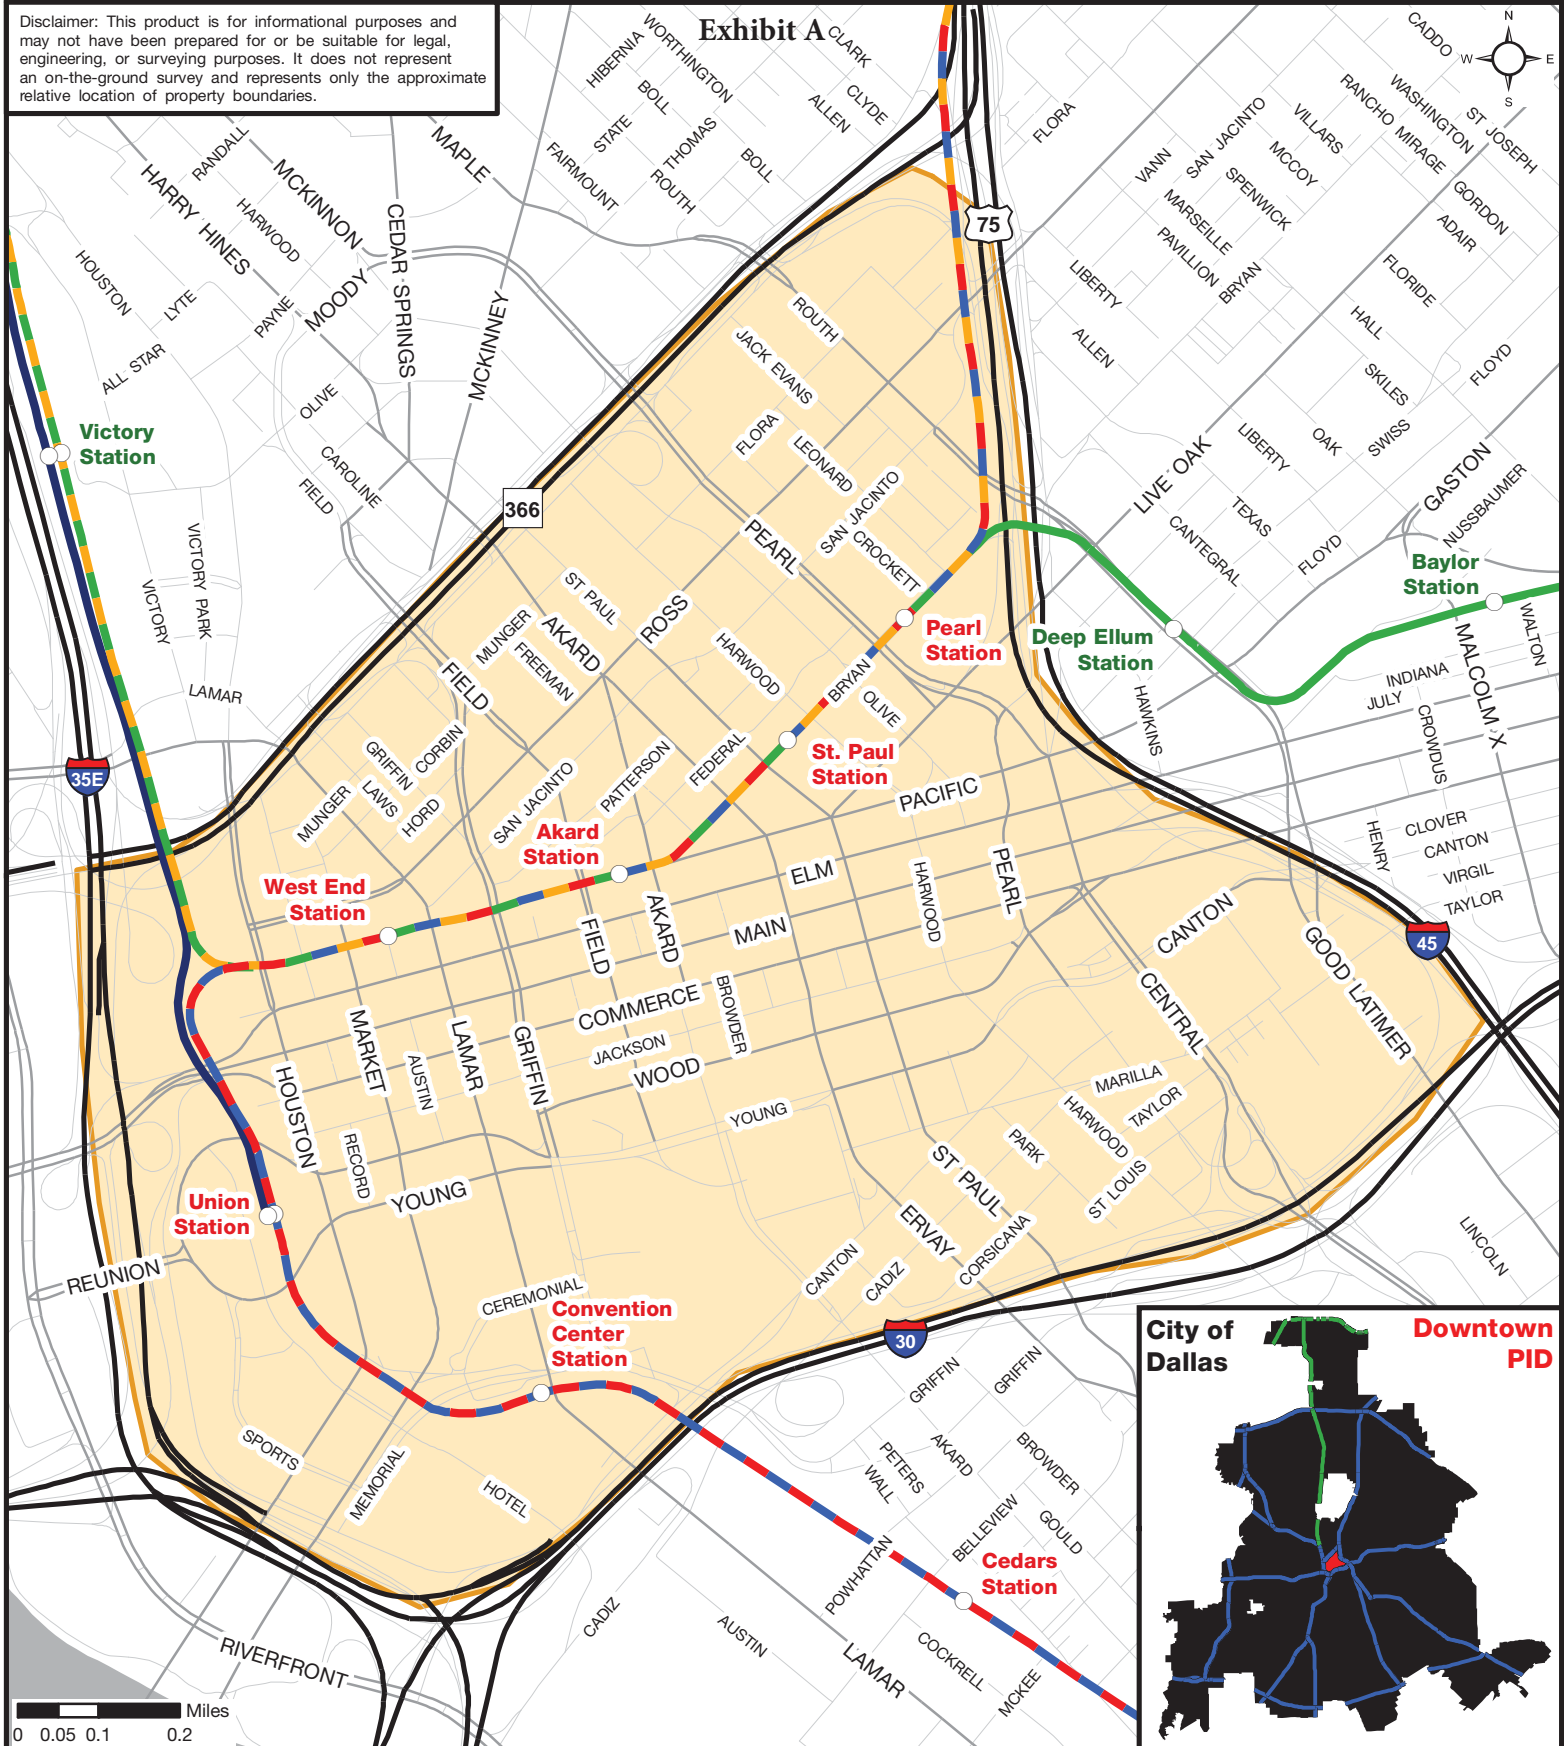 Disclaimer: This product is for informational purposes and
may not have been prepared for or be suitable for legal,
engineering, or surveying purposes. It does not represent
an on-the-ground survey and represents only the approximate
relative location of property boundaries.
Exhibit A
N
W
E
S
HIBERNIA
WORTHINGTON
CLARK
BOLL
STATE
THOMAS
ALLEN
CLYDE
BOLL
FAIRMOUNT
ROUTH
MAPLE
RANDALL
MCKINNON
HARRY HINES
HARWOOD
CEDAR SPRINGS
HOUSTON
LYTE
PAYNE
MOODY
MCKINNEY
ALL STAR
OLIVE
CAROLINE
FIELD
CADDO
FLORA
WASHINGTON
RANCHO MIRAGE
ST JOSEPH
SAN JACINTO
VILLARS
MCCOY
VANN
SPENWICK
GORDON
MARSEILLE
ADAIR
PAVILLION
BRYAN
LIBERTY
FLORIDE
HALL
ALLEN
FLOYD
SKILES
SWISS
OAK
LIBERTY
LIVE OAK
GASTON
NUSSBAUMER
TEXAS
CANTEGRAL
FLOYD
75
366
35E
45
30
Victory
Station
VICTORY PARK
VICTORY
LAMAR
ROUTH
JACK EVANS
FLORA
LEONARD
SAN JACINTO
CROCKETT
PEARL
ST PAUL
AKARD
ROSS
MUNGER
FREEMAN
FIELD
HARWOOD
BRYAN
OLIVE
Pearl
Station
Deep Ellum
Station
Baylor
Station
WALTON
MALCOLM X
INDIANA
JULY
CROWDUS
HAWKINS
HENRY
CLOVER
CANTON
VIRGIL
TAYLOR
CORBIN
GRIFFIN
LAWS
HORD
MUNGER
SAN JACINTO
PATTERSON
FEDERAL
St. Paul
Station
PACIFIC
Akard
Station
West End
Station
ELM
HARWOOD
PEARL
AKARD
FIELD
MAIN
CANTON
GOOD LATIMER
CENTRAL
COMMERCE
BROWDER
JACKSON
WOOD
MARKET
LAMAR
GRIFFIN
AUSTIN
HOUSTON
RECORD
YOUNG
MARILLA
TAYLOR
HARWOOD
PARK
ST LOUIS
ST PAUL
ERVAY
CORSICANA
CANTON
CADIZ
YOUNG
Union
Station
REUNION
CEREMONIAL
Convention
Center
Station
LINCOLN
SPORTS
MEMORIAL
HOTEL
GRIFFIN
GRIFFIN
PETERS
WALL
AKARD
BROWDER
BELLEVIEW
GOULD
POWHATTAN
Cedars
Station
CADIZ
AUSTIN
LAMAR
COCKRELL
MCKEE
RIVERFRONT
Miles
0 0.05 0.1 0.2
City of
Dallas
Downtown
PID